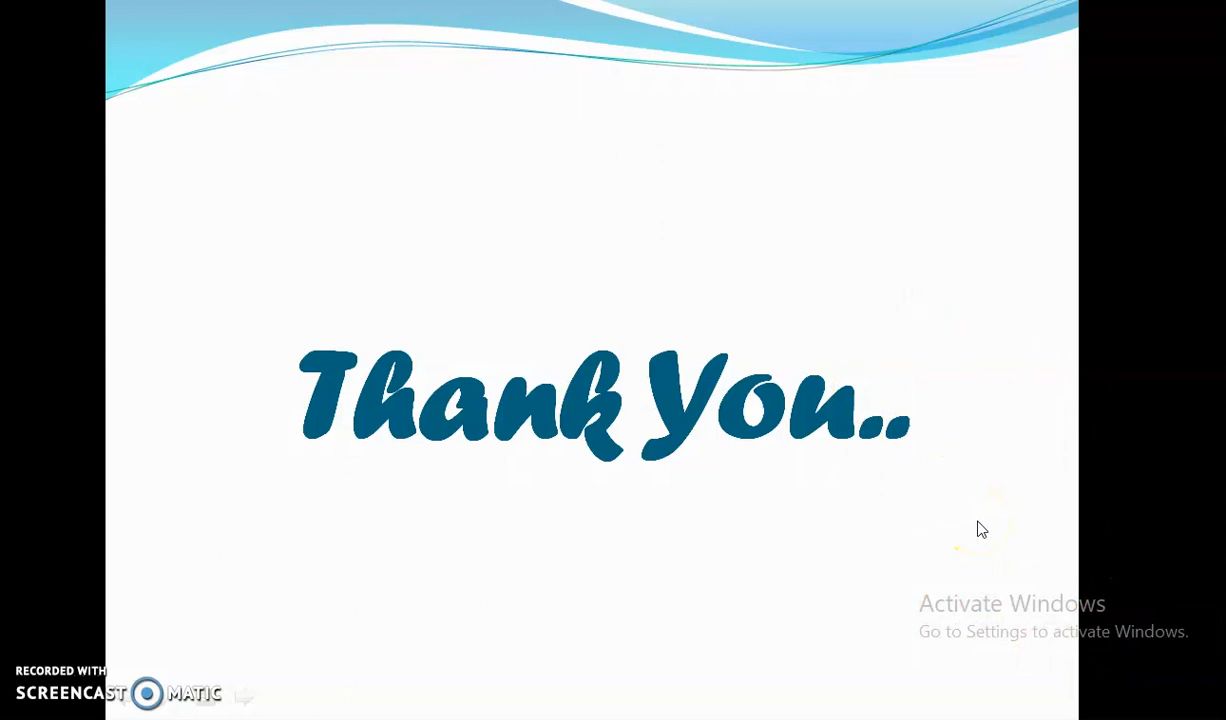 Thank You..
Activate Windows
Go to Settings to activate Windows.
RECORDED WITH
SCREENCAST MATIC